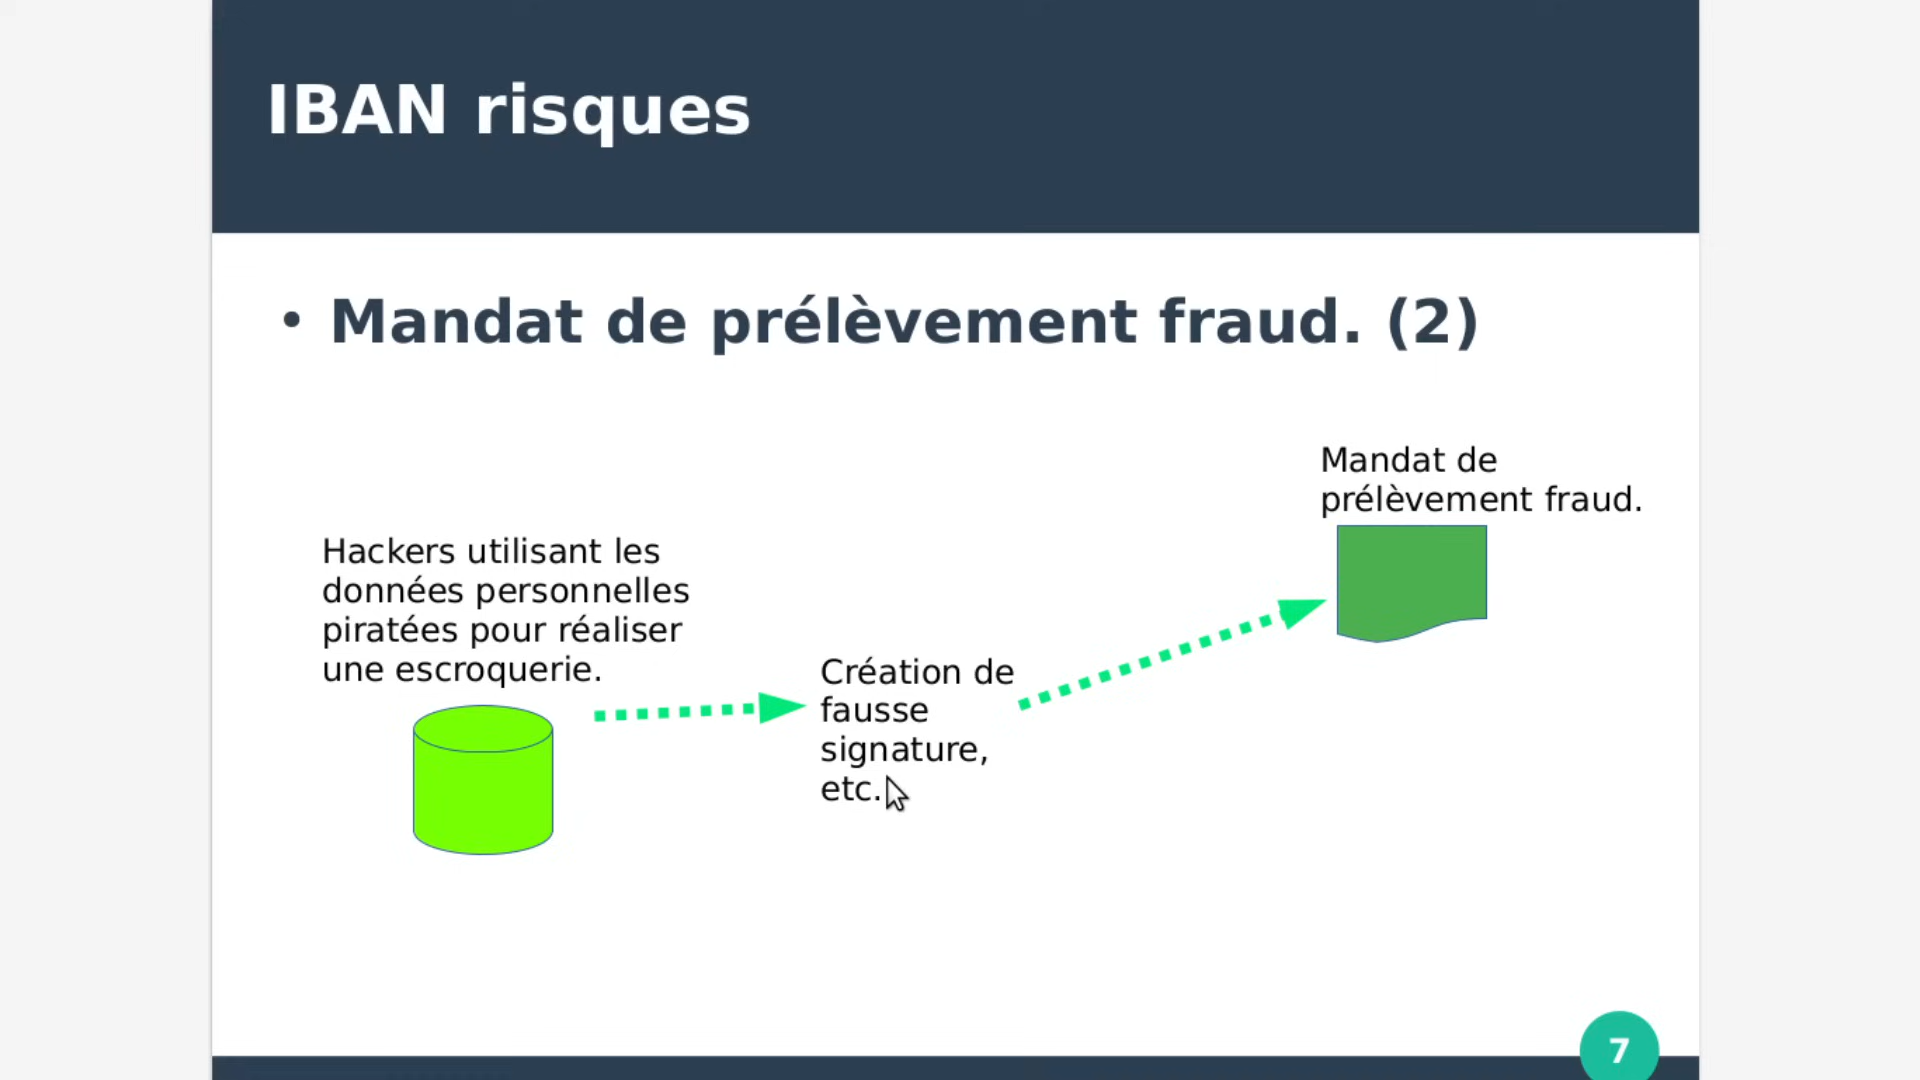 IBAN risques
• Mandat de prélèvement fraud. (2)
Mandat de
prélèvement fraud.
Hackers utilisant les
données personnelles
piratées pour réaliser
une escroquerie.
Création de
fausse
signature,
etc.
7